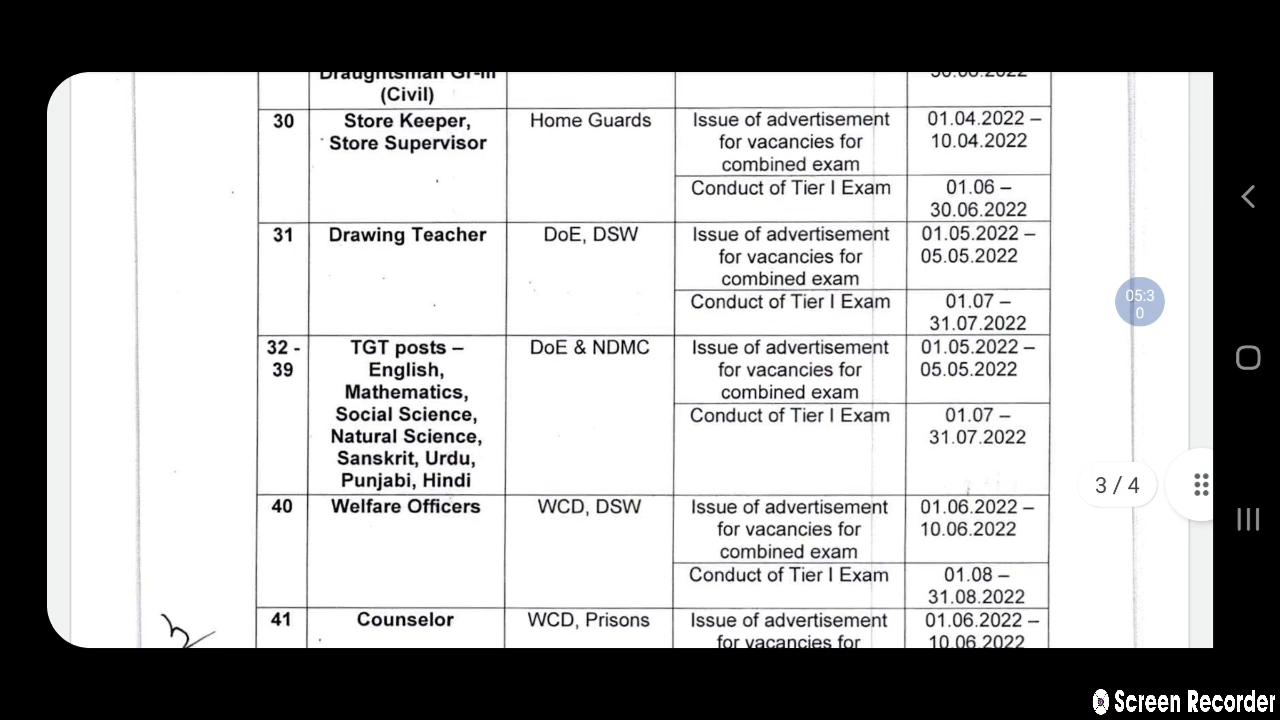 Draughtsman Gr-III
(Civil)
30.06.2022
30
Store Keeper,
Store Supervisor
Home Guards
Issue of advertisement
for vacancies for
combined exam
01.04.2022 –
10.04.2022
Conduct of Tier I Exam
01.06 –
30.06.2022
31
Drawing Teacher
DoE, DSW
Issue of advertisement
for vacancies for
combined exam
01.05.2022 –
05.05.2022
Conduct of Tier I Exam
01.07 –
31.07.2022
32 -
39
TGT posts –
English,
Mathematics,
Social Science,
Natural Science,
Sanskrit, Urdu,
Punjabi, Hindi
DoE & NDMC
Issue of advertisement
for vacancies for
combined exam
01.05.2022 –
05.05.2022
Conduct of Tier I Exam
01.07 –
31.07.2022
40
Welfare Officers
WCD, DSW
Issue of advertisement
for vacancies for
combined exam
01.06.2022 –
10.06.2022
Conduct of Tier I Exam
01.08 –
31.08.2022
41
Counselor
WCD, Prisons
Issue of advertisement
for vacancies for
01.06.2022 –
10.06.2022
05:3
0
3 / 4
Screen Recorder